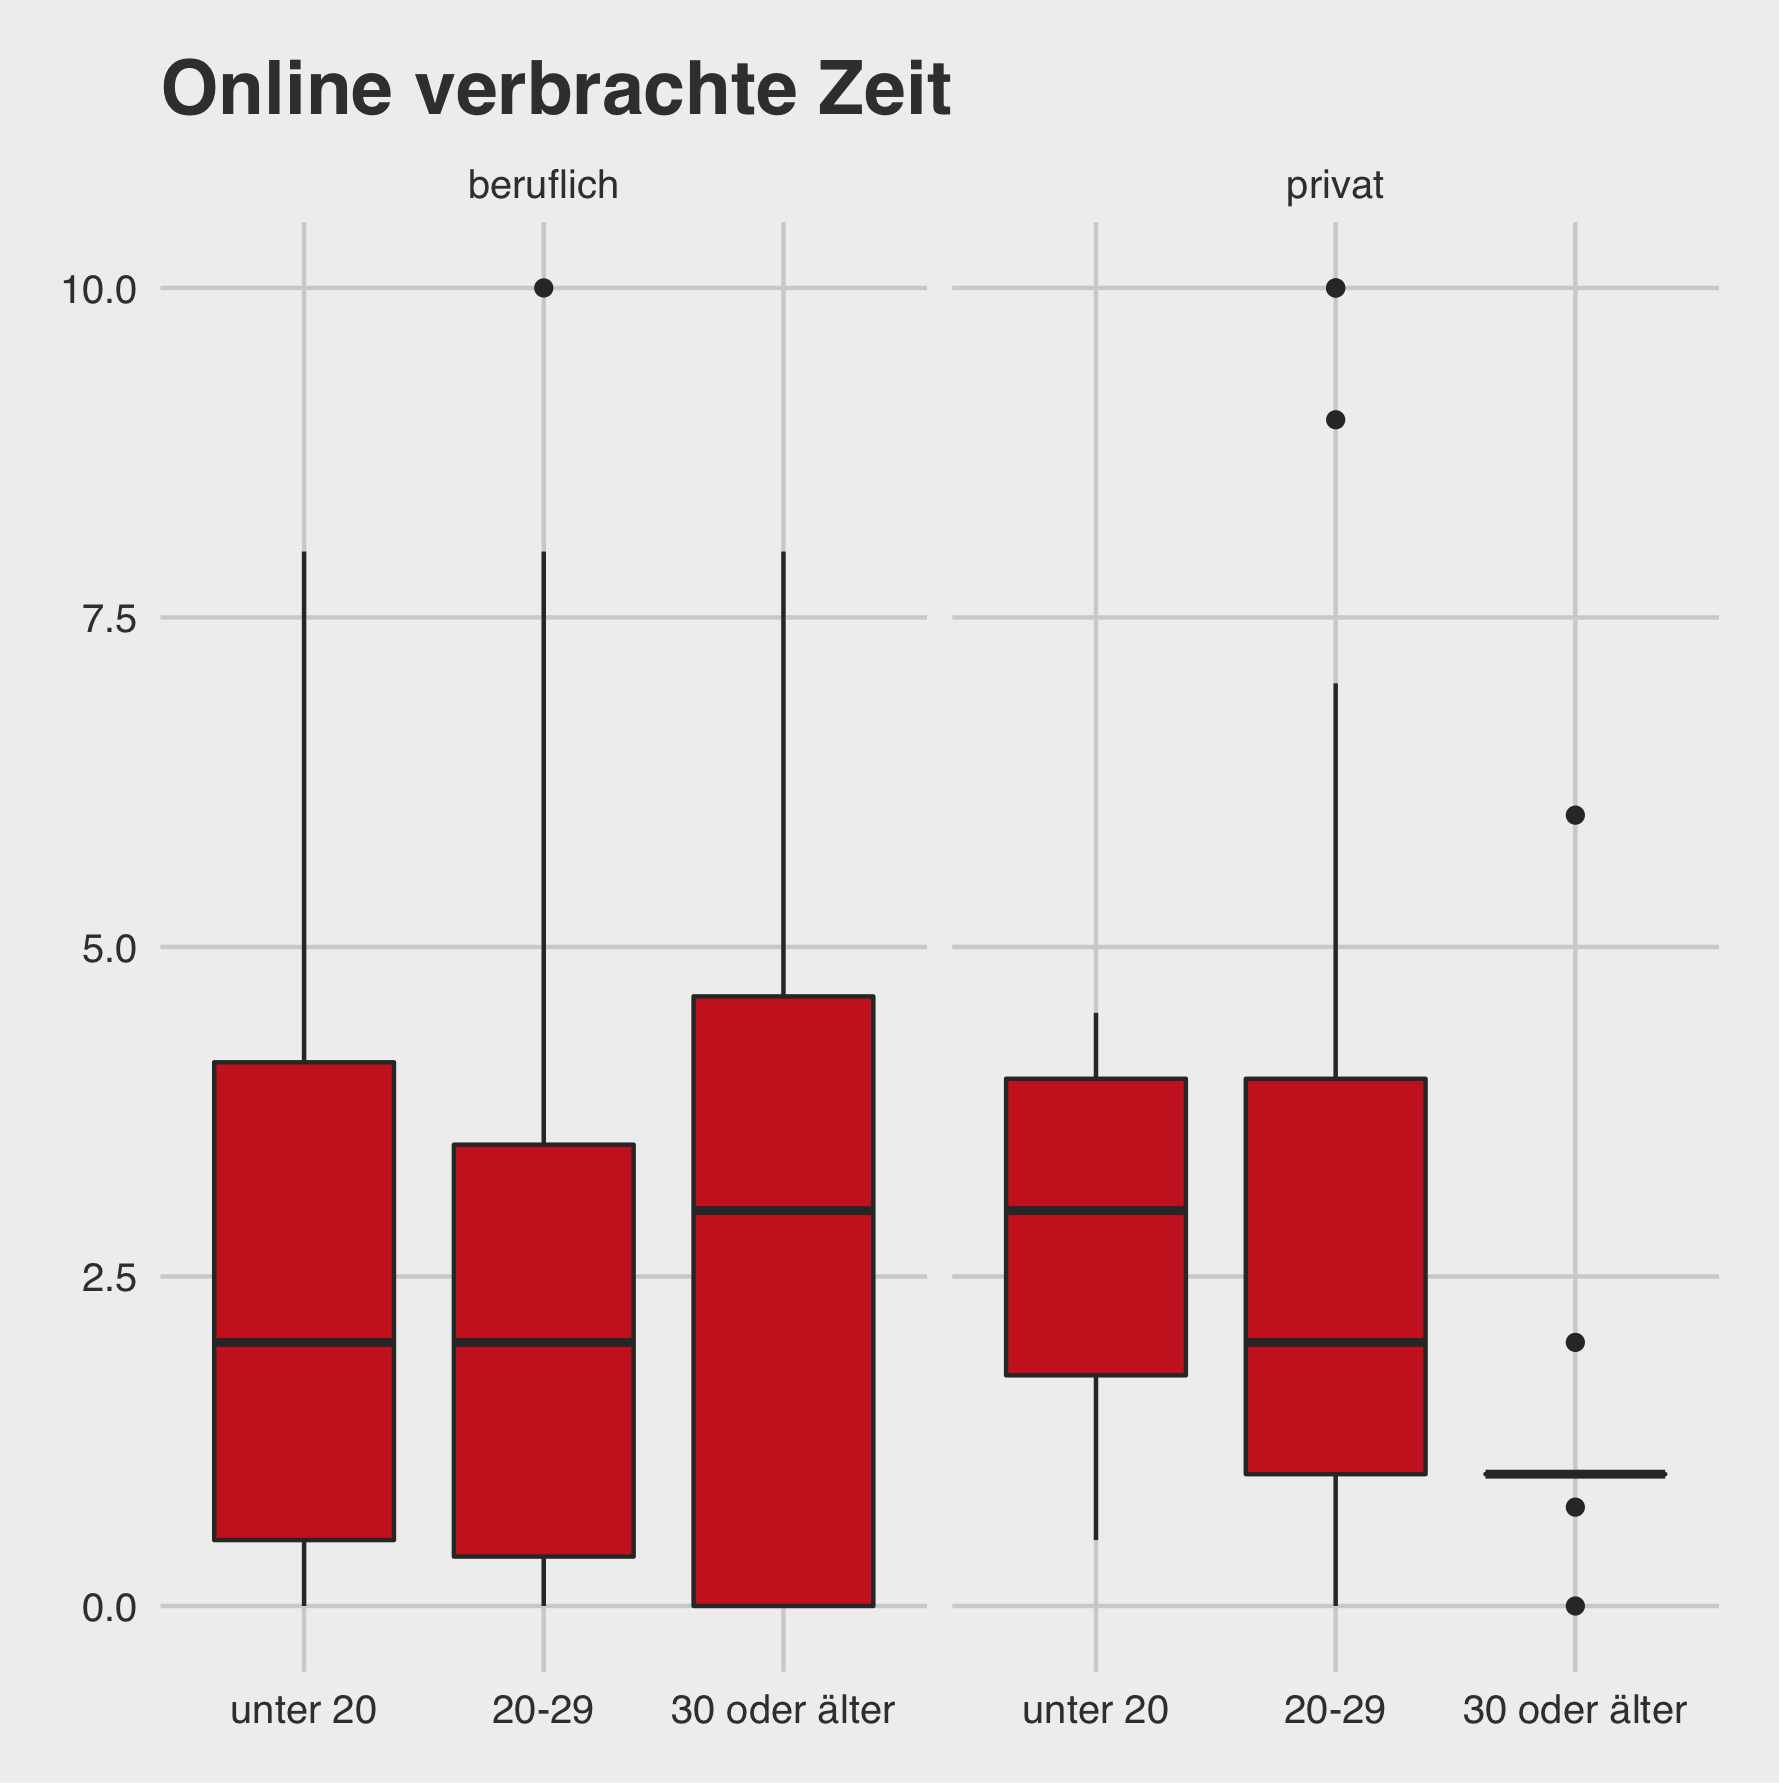 Online verbrachte Zeit
beruflich privat
10.0
7.5
5.0
2.5
0.0
unter 20 20-29 30 oder älter unter 20 20-29 30 oder älter